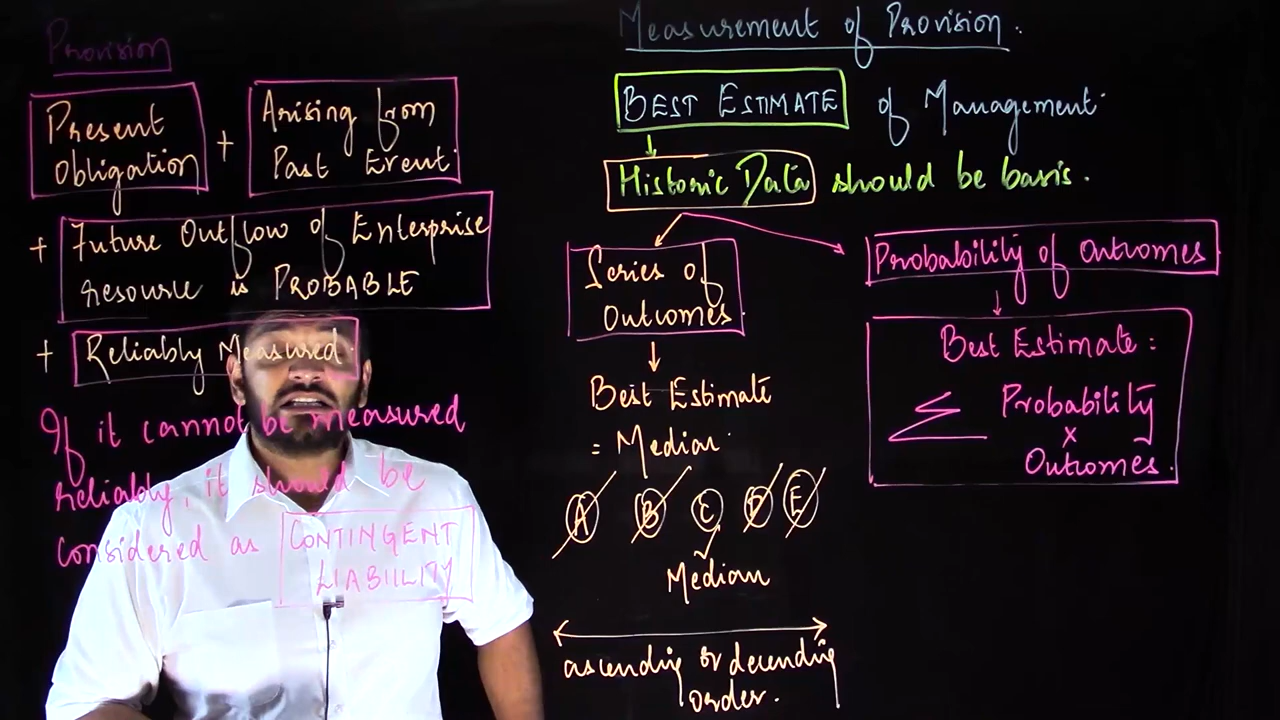 Provision
Present
Obligation
+
Arising from
Past Event.
+ Future Outflow of Enterprise
resource is PROBABLE
+ Reliably Measured.
If it cannot be measured
reliably, it should be
considered as CONTINGENT
LIABILITY
Measurement of Provision.
BEST ESTIMATE of Management
Historic Data should be basis.
Series of
Outcomes
Best Estimate
= Median
A B C D E
Median
ascending or decending
order.
Probability of Outcomes
Best Estimate =
Σ Probability
x
Outcomes.